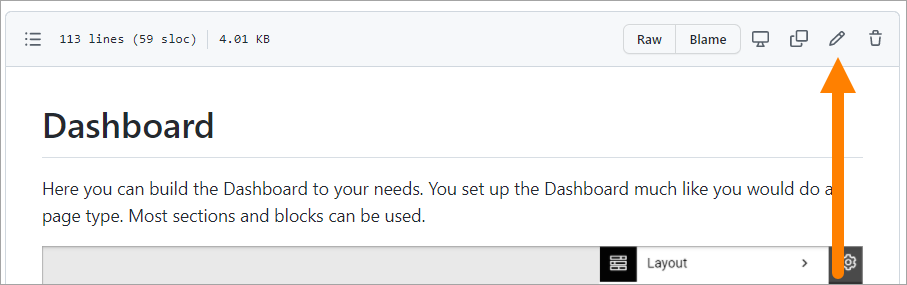 113 lines (59 sloc) 4.01 KB Raw Blame
Dashboard
Here you can build the Dashboard to your needs. You set up the Dashboard much like you would do a
page type. Most sections and blocks can be used.
Layout